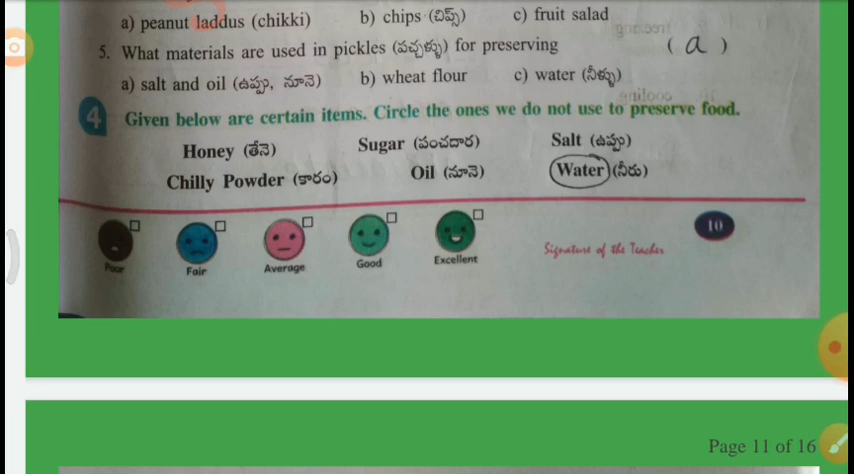 a) peanut laddus (chikki) b) chips (చిప్స్) c) fruit salad
5. What materials are used in pickles (పచ్చళ్ళు) for preserving ( a )
a) salt and oil (ఉప్పు, నూనె) b) wheat flour c) water (నీళ్ళు)
4 Given below are certain items. Circle the ones we do not use to preserve food.
Honey (తేనె) Sugar (పంచదార) Salt (ఉప్పు)
Chilly Powder (కారం) Oil (నూనె) Water (నీరు)
10
Signature of the Teacher
Poor Fair Average Good Excellent
Page 11 of 16